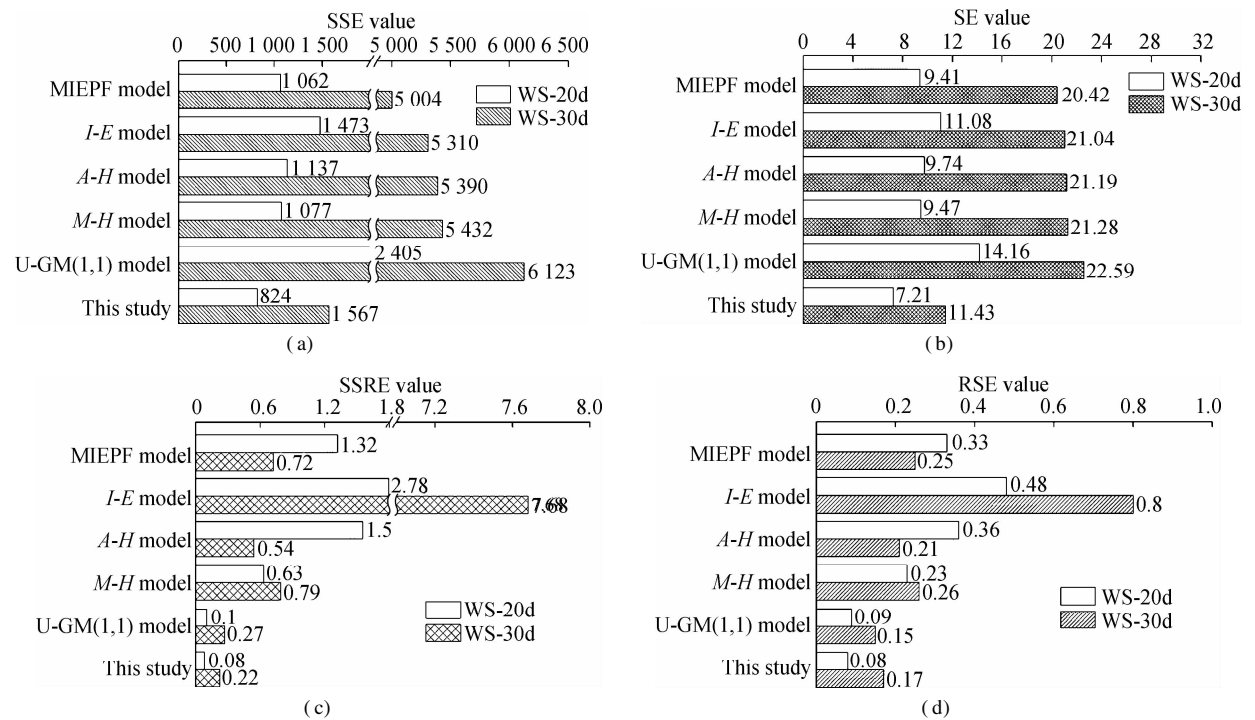 SSE value
0 500 1 000 1 500 5 000 5 500 6 000 6 500
MIEPF model
1 062
5 004
I-E model
1 473
5 310
A-H model
1 137
5 390
M-H model
1 077
5 432
U-GM(1,1) model
2 405
6 123
This study
824
1 567
WS-20d
WS-30d
(a)
SE value
0 4 8 12 16 20 24 28 32
MIEPF model
9.41
20.42
I-E model
11.08
21.04
A-H model
9.74
21.19
M-H model
9.47
21.28
U-GM(1,1) model
14.16
22.59
This study
7.21
11.43
WS-20d
WS-30d
(b)
SSRE value
0 0.6 1.2 1.8 7.2 7.6 8.0
MIEPF model
1.32
0.72
I-E model
2.78
7.68
A-H model
1.5
0.54
M-H model
0.63
0.79
U-GM(1,1) model
0.1
0.27
This study
0.08
0.22
WS-20d
WS-30d
(c)
RSE value
0 0.2 0.4 0.6 0.8 1.0
MIEPF model
0.33
0.25
I-E model
0.48
0.8
A-H model
0.36
0.21
M-H model
0.23
0.26
U-GM(1,1) model
0.09
0.15
This study
0.08
0.17
WS-20d
WS-30d
(d)